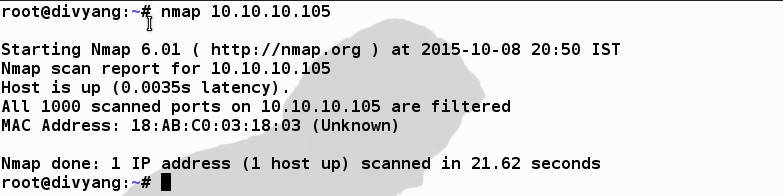 root@divyang:~# nmap 10.10.10.105
Starting Nmap 6.01 ( http://nmap.org ) at 2015-10-08 20:50 IST
Nmap scan report for 10.10.10.105
Host is up (0.0035s latency).
All 1000 scanned ports on 10.10.10.105 are filtered
MAC Address: 18:AB:C0:03:18:03 (Unknown)
Nmap done: 1 IP address (1 host up) scanned in 21.62 seconds
root@divyang:~#